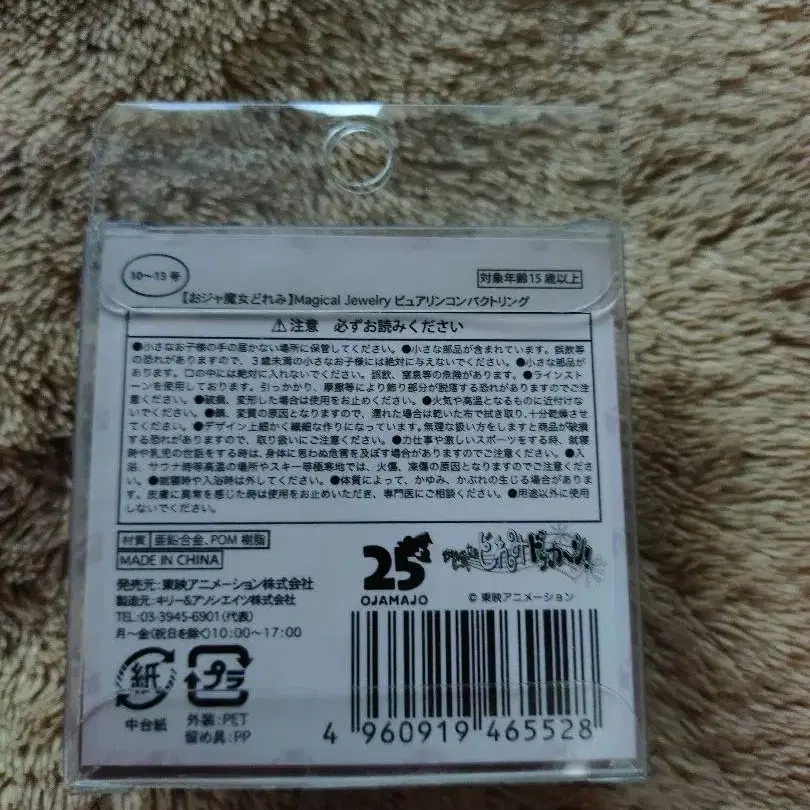 10～13 号
対象年齢15歳以上
【おジャ魔女どれみ】Magical Jewelry ピュアリンコンパクトリング
⚠注意 必ずお読みください
●小さなお子様の手の届かない場所に保管してください。●小さな部品が含まれています。誤飲等
の恐れがありますので、3歳未満の小さなお子様には絶対に与えないでください。●小さな部品が
あります。口の中には絶対に入れないでください。誤飲、窒息等の危険があります。●ラインスト
ーンを使用しております。引っかかり、摩擦等により飾り部分が脱落する恐れがありますのでご注
意ください。●破損、変形した場合は使用をお止めください。●火気や高温となるものに近付けな
いでください。●錆、変質の原因となりますので、濡れた場合は乾いた布で拭き取り、十分乾燥させ
てください。●デザイン上細かく繊細な作りになっています。無理な扱い方をしますと商品が破損
する恐れがありますので、取り扱いにご注意ください。●力仕事や激しいスポーツをする時、就寝
時や乳児の世話をする時は、身体に思わぬ危害を及ぼす場合がありますのでご注意ください。●入
浴、サウナ時等高温の場所やスキー等極寒地では、火傷、凍傷の原因となりますのでご注意くださ
い。●就寝時や入浴時は外してください。●体質によって、かゆみ、かぶれの生じる場合がありま
す。皮膚に異常を感じた時は使用をお止めいただき、専門医にご相談ください。●用途以外に使用
しないでください。
材質 亜鉛合金、POM 樹脂
MADE IN CHINA
発売元：東映アニメーション株式会社
製造元：キリー&アソシエイツ株式会社
TEL：03-3945-6901（代表）
月～金（祝日を除く）10：00～17：00
25
OJAMAJO
おジャ魔女どれみドッカ～ン!
© 東映アニメーション
紙
中台紙
プラ
外装：PET
留め具：PP
4 960919 465528